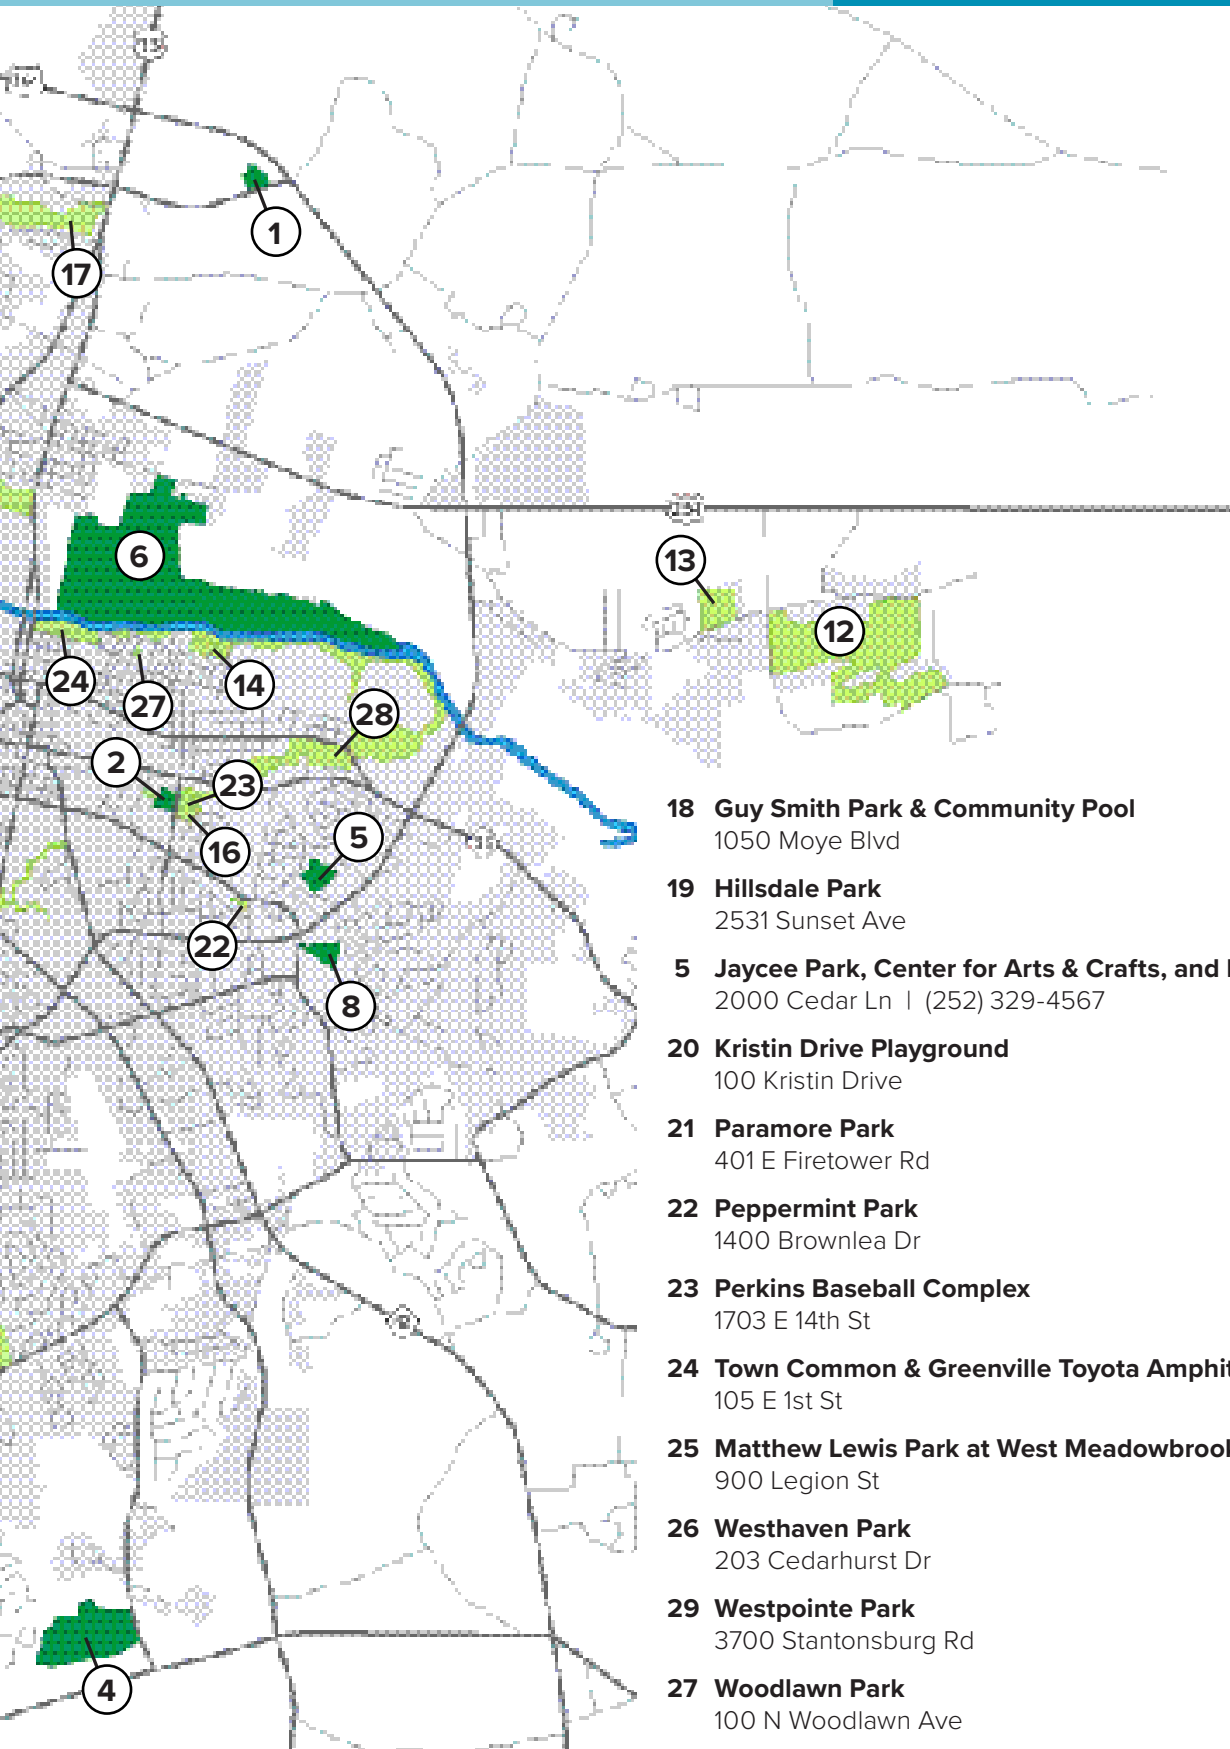 13
1
17
6
13
12
24
27
14
28
2
23
16
5
22
8
4
18 Guy Smith Park & Community Pool
1050 Moye Blvd
19 Hillsdale Park
2531 Sunset Ave
5 Jaycee Park, Center for Arts & Crafts, and
2000 Cedar Ln | (252) 329-4567
20 Kristin Drive Playground
100 Kristin Drive
21 Paramore Park
401 E Firetower Rd
22 Peppermint Park
1400 Brownlea Dr
23 Perkins Baseball Complex
1703 E 14th St
24 Town Common & Greenville Toyota Amphit
105 E 1st St
25 Matthew Lewis Park at West Meadowbrook
900 Legion St
26 Westhaven Park
203 Cedarhurst Dr
29 Westpointe Park
3700 Stantonsburg Rd
27 Woodlawn Park
100 N Woodlawn Ave